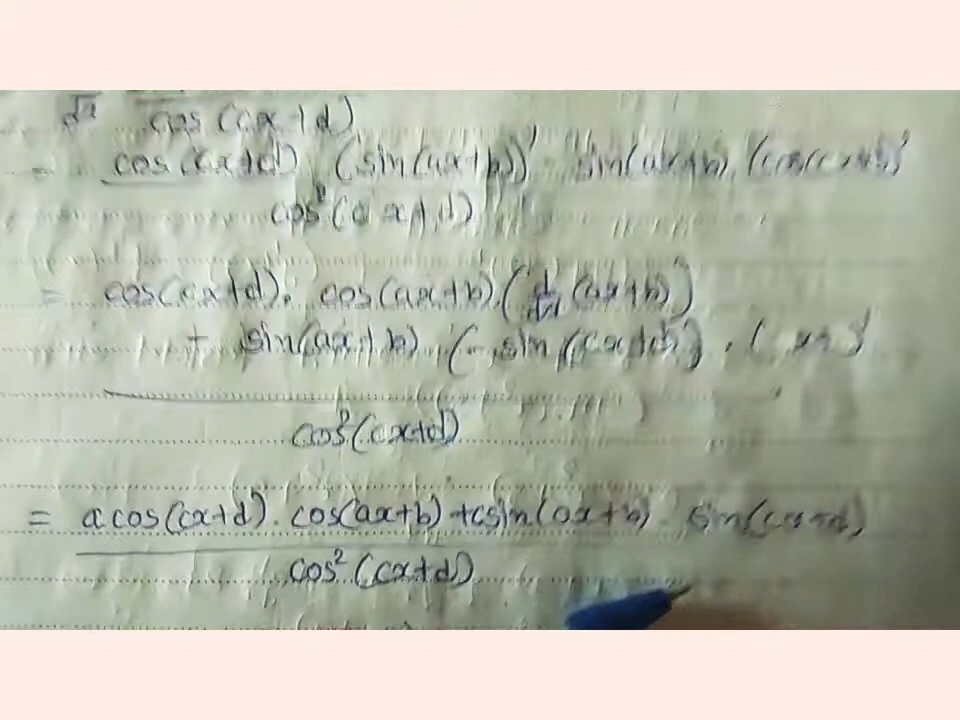 cos(cx+d)
= cos(cx+d) (sin(ax+b))' sin(ax+b). (cos(cx+b)'
cos²(cx+d)
= cos(cx+d). cos(ax+b). (d/dx (ax+b))
+ sin(ax+b) . (- sin (cx+d)) . (
cos²(cx+d)
= a cos(cx+d). cos(ax+b) + c sin(ax+b) . sin(cx+d)
cos² (cx+d)